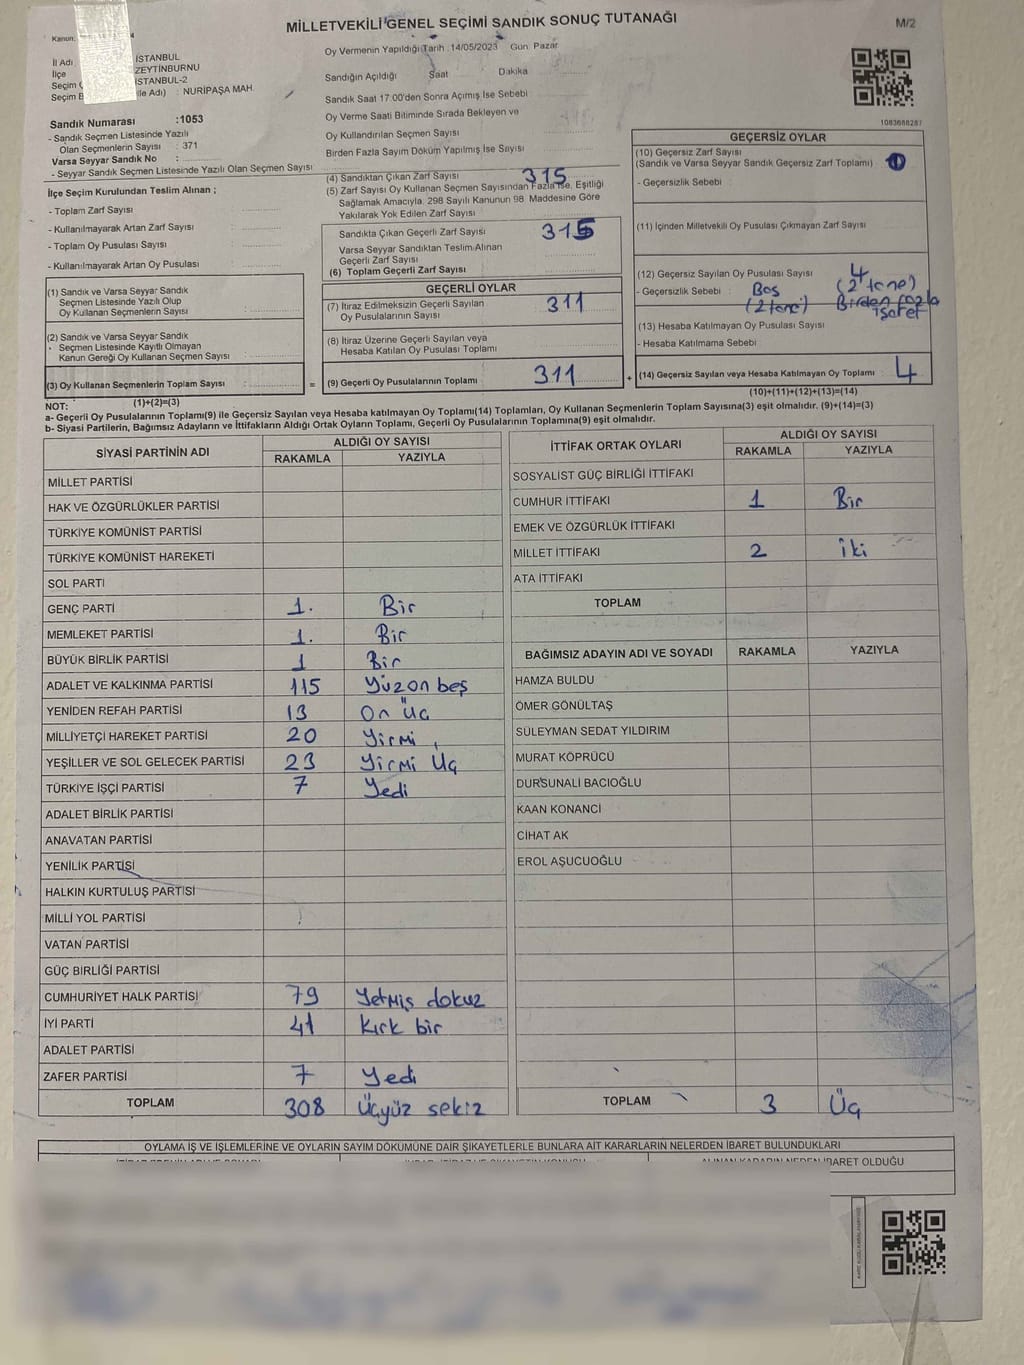 MİLLETVEKİLİ GENEL SEÇİMİ SANDIK SONUÇ TUTANAĞI
M/2
Kanun:
İl Adı İSTANBUL
İlçe ZEYTİNBURNU
Seçim İSTANBUL-2
Seçim B ile Adı) : NURİPAŞA MAH.
Sandık Numarası :1053
- Sandık Seçmen Listesinde Yazılı
Olan Seçmenlerin Sayısı : 371
Varsa Seyyar Sandık No :
- Seyyar Sandık Seçmen Listesinde Yazılı Olan Seçmen Sayısı
Oy Vermenin Yapıldığı Tarih : 14/05/2023 Gün: Pazar
Sandığın Açıldığı Saat Dakika
Sandık Saat 17.00'den Sonra Açımış İse Sebebi
Oy Verme Saati Bitiminde Sırada Bekleyen ve
Oy Kullandırılan Seçmen Sayısı
Birden Fazla Sayım Döküm Yapılmış İse Sayısı
1083688287
İlçe Seçim Kurulundan Teslim Alınan ;
- Toplam Zarf Sayısı
- Kullanılmayarak Artan Zarf Sayısı
- Toplam Oy Pusulası Sayısı
- Kullanılmayarak Artan Oy Pusulası
(4) Sandıktan Çıkan Zarf Sayısı 315
(5) Zarf Sayısı Oy Kullanan Seçmen Sayısından Fazla ise, Eşitliği
Sağlamak Amacıyla, 298 Sayılı Kanunun 98. Maddesine Göre
Yakılarak Yok Edilen Zarf Sayısı
Sandıkta Çıkan Geçerli Zarf Sayısı 315
Varsa Seyyar Sandıktan Teslim Alınan
Geçerli Zarf Sayısı
(6) Toplam Geçerli Zarf Sayısı
GEÇERSİZ OYLAR
(10) Geçersiz Zarf Sayısı
(Sandık ve Varsa Seyyar Sandık Geçersiz Zarf Toplamı)
- Geçersizlik Sebebi :
(11) İçinden Milletvekili Oy Pusulası Çıkmayan Zarf Sayısı
(12) Geçersiz Sayılan Oy Pusulası Sayısı 4
- Geçersizlik Sebebi : Boş (2 tane) (2 tane) Birden fazla işaret
(13) Hesaba Katılmayan Oy Pusulası Sayısı
- Hesaba Katılmama Sebebi
(14) Geçersiz Sayılan veya Hesaba Katılmayan Oy Toplamı : 4
(10)+(11)+(12)+(13)=(14)
(1) Sandık ve Varsa Seyyar Sandık
Seçmen Listesinde Yazılı Olup
Oy Kullanan Seçmenlerin Sayısı
(2) Sandık ve Varsa Seyyar Sandık
Seçmen Listesinde Kayıtlı Olmayan
Kanun Gereği Oy Kullanan Seçmen Sayısı
(3) Oy Kullanan Seçmenlerin Toplam Sayısı :
(1)+(2)=(3)
GEÇERLİ OYLAR
(7) İtiraz Edilmeksizin Geçerli Sayılan
Oy Pusulalarının Sayısı 311
(8) İtiraz Üzerine Geçerli Sayılan veya
Hesaba Katılan Oy Pusulası Toplamı
= (9) Geçerli Oy Pusulalarının Toplamı 311 +
NOT:
a- Geçerli Oy Pusulalarının Toplamı(9) ile Geçersiz Sayılan veya Hesaba katılmayan Oy Toplamı(14) Toplamları, Oy Kullanan Seçmenlerin Toplam Sayısına(3) eşit olmalıdır. (9)+(14)=(3)
b- Siyasi Partilerin, Bağımsız Adayların ve İttifakların Aldığı Ortak Oyların Toplamı, Geçerli Oy Pusulalarının Toplamına(9) eşit olmalıdır.
SİYASİ PARTİNİN ADI ALDIĞI OY SAYISI
RAKAMLA YAZIYLA
MİLLET PARTİSİ
HAK VE ÖZGÜRLÜKLER PARTİSİ
TÜRKİYE KOMÜNİST PARTİSİ
TÜRKİYE KOMÜNİST HAREKETİ
SOL PARTİ
GENÇ PARTİ 1. Bir
MEMLEKET PARTİSİ 1. Bir
BÜYÜK BİRLİK PARTİSİ 1 Bir
ADALET VE KALKINMA PARTİSİ 115 Yüzon beş
YENİDEN REFAH PARTİSİ 13 On Üç
MİLLİYETÇİ HAREKET PARTİSİ 20 Yirmi
YEŞİLLER VE SOL GELECEK PARTİSİ 23 Yirmi Üç
TÜRKİYE İŞÇİ PARTİSİ 7 Yedi
ADALET BİRLİK PARTİSİ
ANAVATAN PARTİSİ
YENİLİK PARTİSİ
HALKIN KURTULUŞ PARTİSİ
MİLLİ YOL PARTİSİ
VATAN PARTİSİ
GÜÇ BİRLİĞİ PARTİSİ
CUMHURİYET HALK PARTİSİ 79 Yetmiş dokuz
İYİ PARTİ 41 Kırk bir
ADALET PARTİSİ
ZAFER PARTİSİ 7 Yedi
TOPLAM 308 Üçyüz sekiz
İTTİFAK ORTAK OYLARI ALDIĞI OY SAYISI
RAKAMLA YAZIYLA
SOSYALİST GÜÇ BİRLİĞİ İTTİFAKI
CUMHUR İTTİFAKI 1 Bir
EMEK VE ÖZGÜRLÜK İTTİFAKI
MİLLET İTTİFAKI 2 İki
ATA İTTİFAKI
TOPLAM
BAĞIMSIZ ADAYIN ADI VE SOYADI RAKAMLA YAZIYLA
HAMZA BULDU
ÖMER GÖNÜLTAŞ
SÜLEYMAN SEDAT YILDIRIM
MURAT KÖPRÜCÜ
DURSUNALİ BACIOĞLU
KAAN KONANCİ
CİHAT AK
EROL AŞUCUOĞLU
TOPLAM 3 Üç
OYLAMA İŞ VE İŞLEMLERİNE VE OYLARIN SAYIM DÖKÜMÜNE DAİR ŞİKAYETLERLE BUNLARA AİT KARARLARIN NELERDEN İBARET BULUNDUKLARI
ALINAN KARARIN NEDEN İBARET OLDUĞU